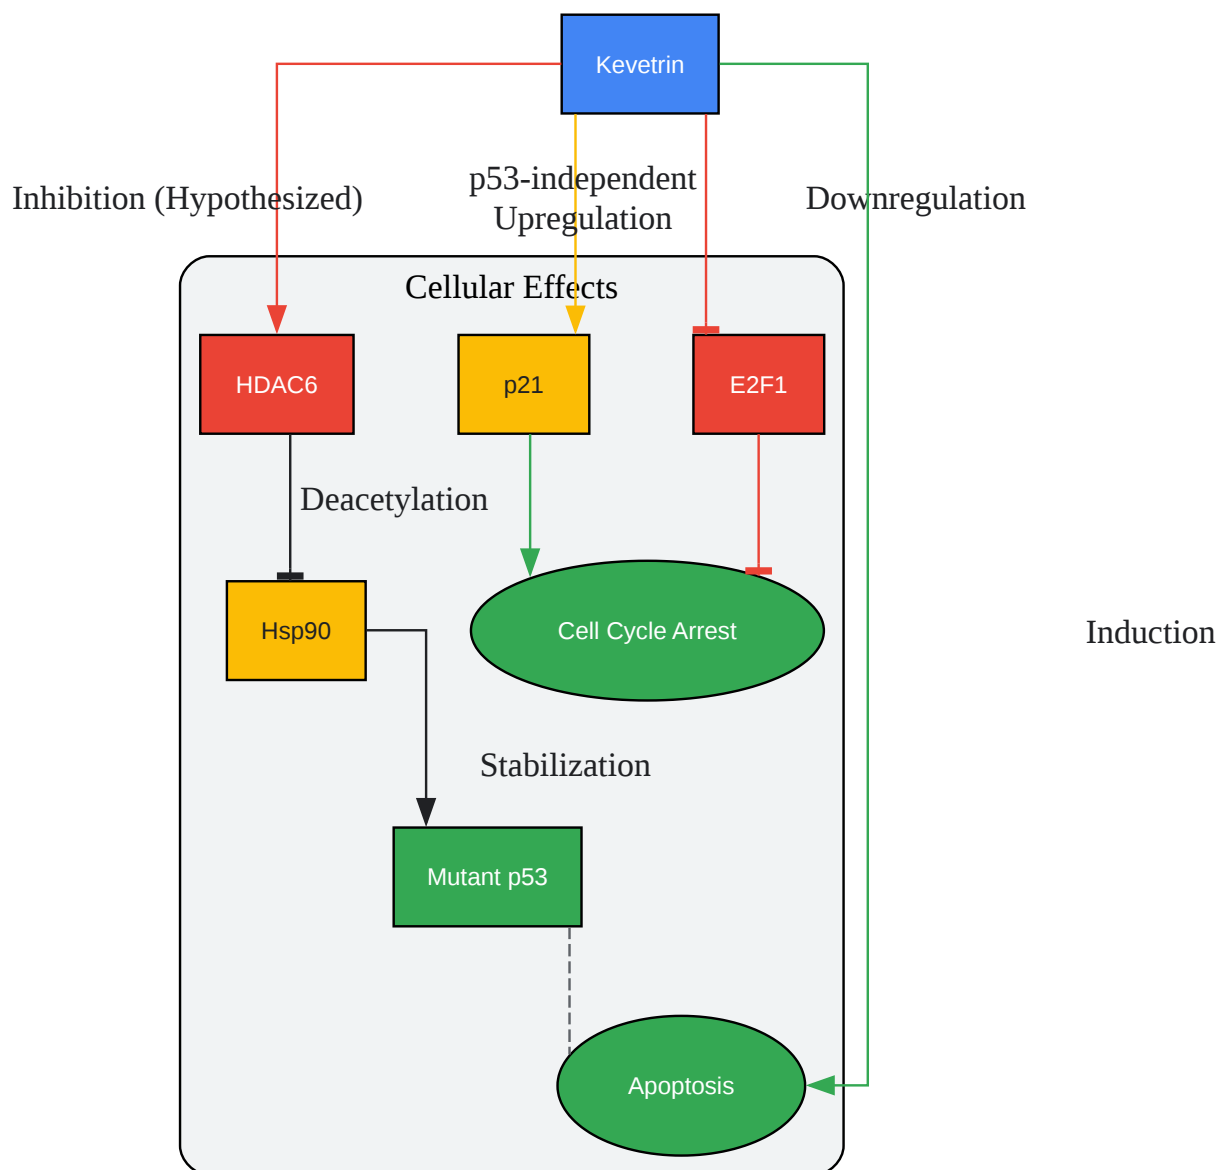 Kevetrin
Inhibition (Hypothesized)
p53-independent
Upregulation
Downregulation
Cellular Effects
HDAC6
p21
E2F1
Deacetylation
Hsp90
Cell Cycle Arrest
Induction
Stabilization
Mutant p53
Apoptosis